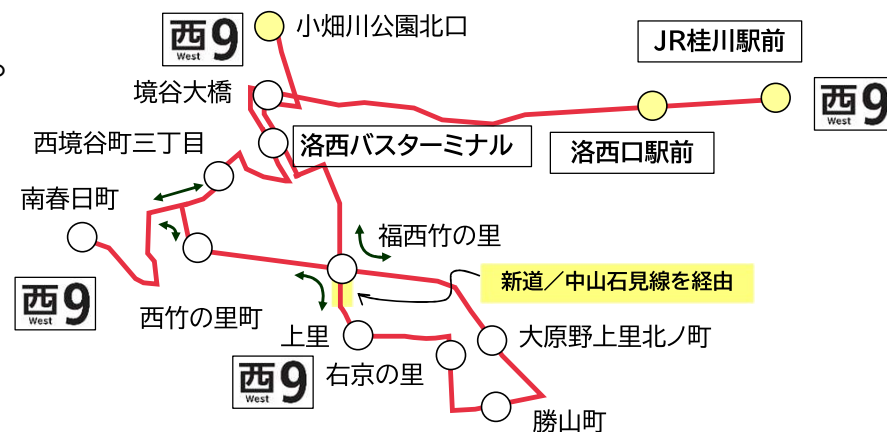 。
西9
West
小畑川公園北口
JR桂川駅前
境谷大橋
西9
West
西境谷町三丁目
洛西バスターミナル
洛西口駅前
南春日町
福西竹の里
新道／中山石見線を経由
西9
West
西竹の里町
上里
大原野上里北ノ町
西9
West
右京の里
勝山町